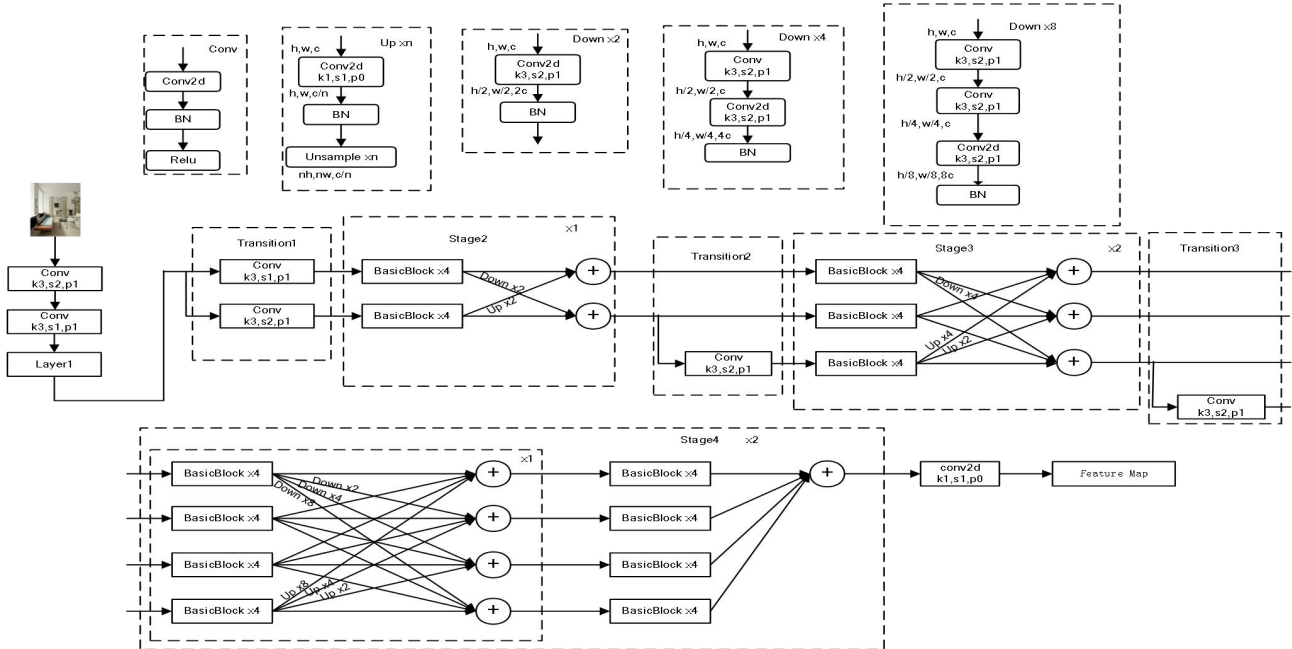 Conv
Conv2d
BN
Relu
Up xn
h,w,c
Conv2d
k1,s1,p0
h,w,c/n
BN
Unsample xn
nh,nw,c/n
Down x2
h,w,c
Conv2d
k3,s2,p1
h/2,w/2,2c
BN
Down x4
h,w,c
Conv
k3,s2,p1
h/2,w/2,c
Conv2d
k3,s2,p1
h/4,w/4,4c
BN
Down x8
h,w,c
Conv
k3,s2,p1
h/2,w/2,c
Conv
k3,s2,p1
h/4,w/4,c
Conv2d
k3,s2,p1
h/8,w/8,8c
BN
Conv
k3,s2,p1
Conv
k3,s1,p1
Layer1
Transition1
Conv
k3,s1,p1
Conv
k3,s2,p1
Stage2
x1
BasicBlock x4
BasicBlock x4
Down x2
Up x2
+
+
Transition2
Conv
k3,s2,p1
Stage3
x2
BasicBlock x4
BasicBlock x4
BasicBlock x4
Down x4
Up x4
Up x2
+
+
+
Transition3
Conv
k3,s2,p1
Stage4
x2
x1
BasicBlock x4
BasicBlock x4
BasicBlock x4
BasicBlock x4
Down x2
Down x4
Down x8
Up x8
Up x4
Up x2
+
+
+
+
BasicBlock x4
BasicBlock x4
BasicBlock x4
BasicBlock x4
+
conv2d
k1,s1,p0
Feature Map